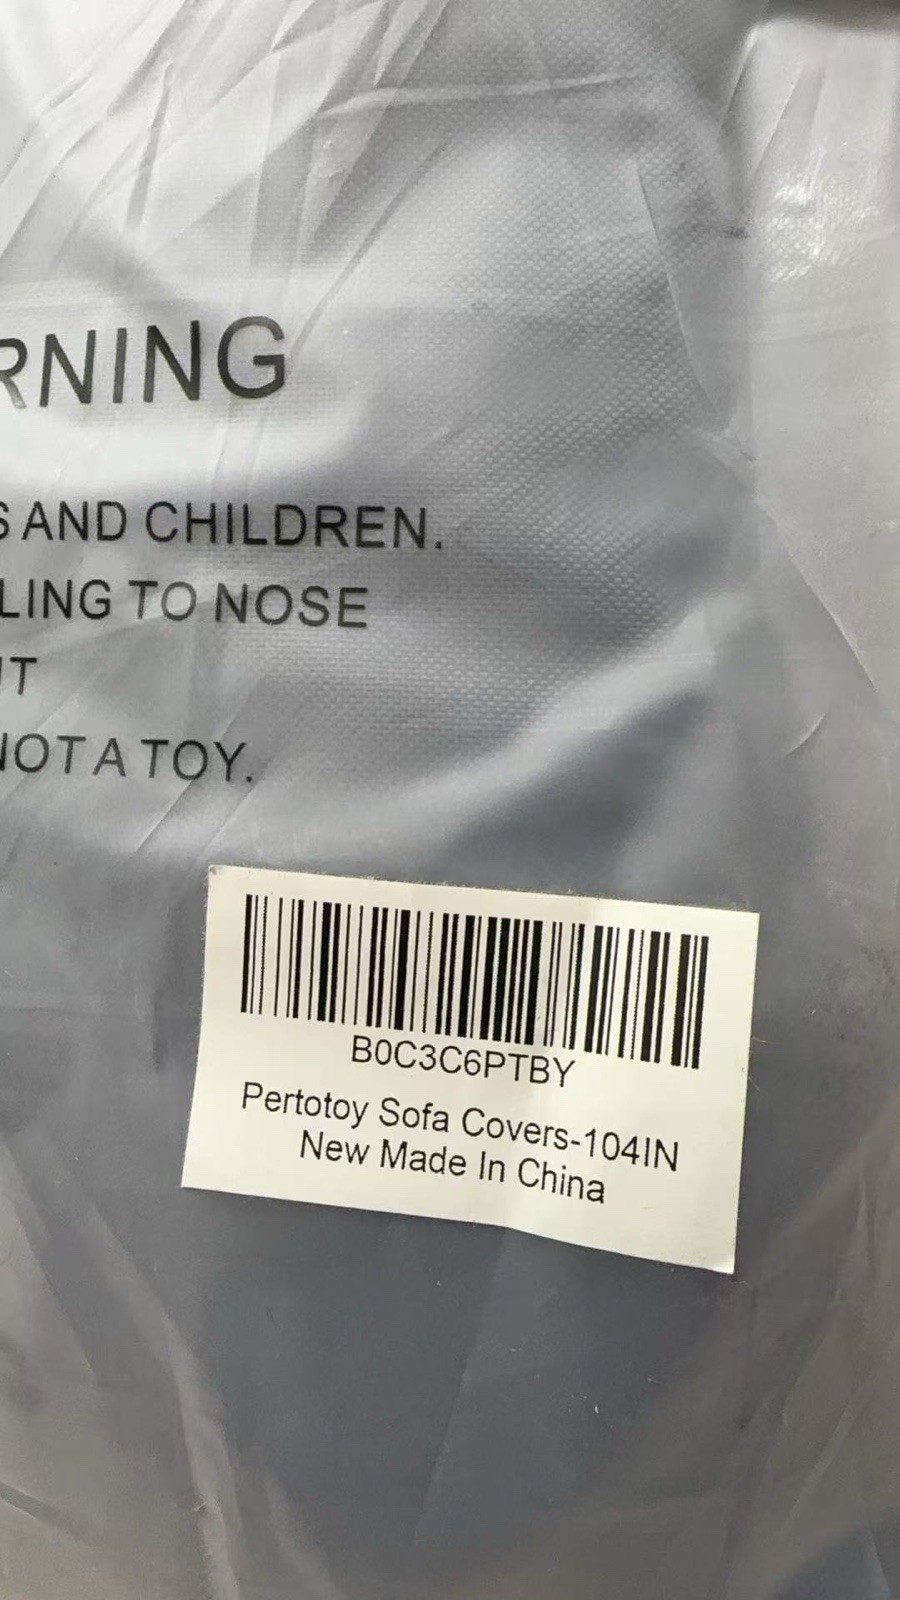 RNING
S AND CHILDREN.
LING TO NOSE
IT
NOT A TOY.
B0C3C6PTBY
Pertotoy Sofa Covers-104IN
New Made In China